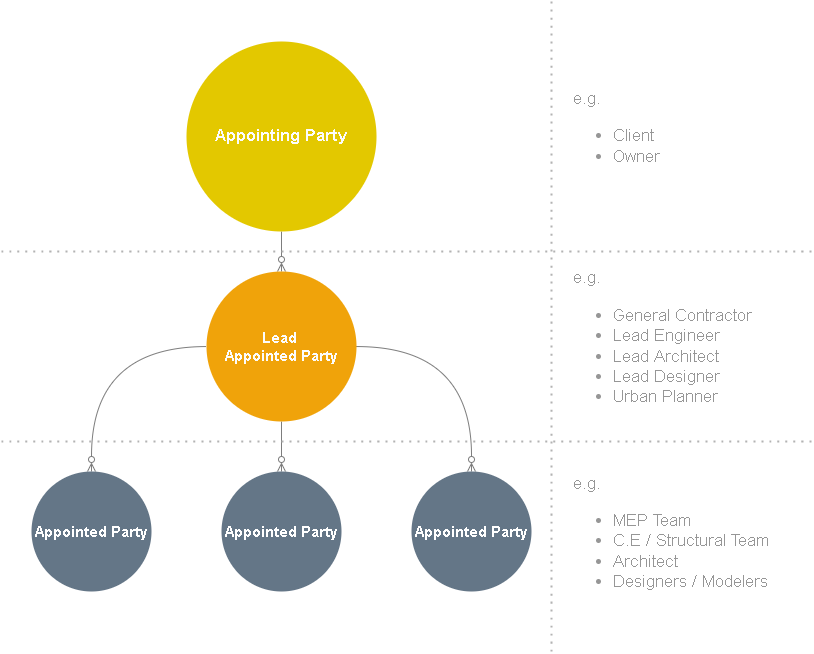 Appointing Party
e.g.
Client
Owner
Lead
Appointed Party
e.g.
General Contractor
Lead Engineer
Lead Architect
Lead Designer
Urban Planner
Appointed Party
Appointed Party
Appointed Party
e.g.
MEP Team
C.E / Structural Team
Architect
Designers / Modelers